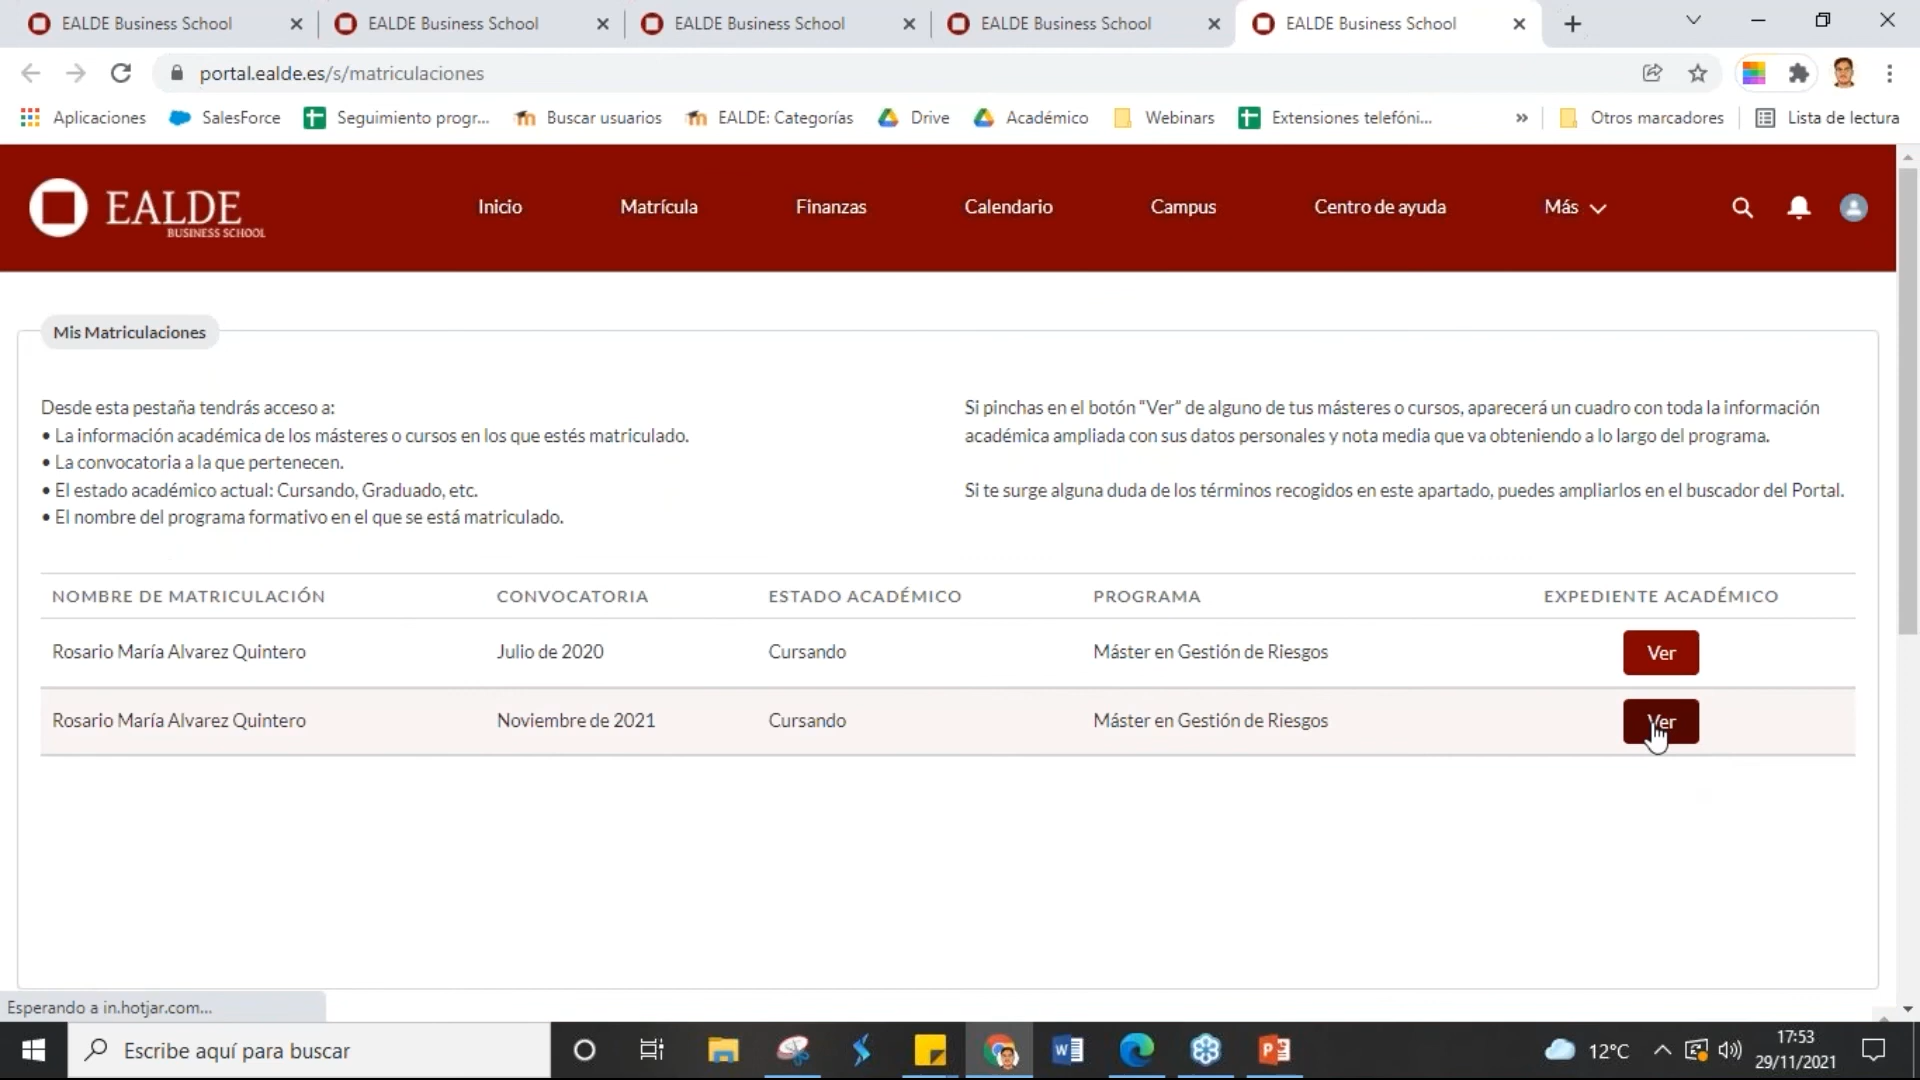 EALDE Business School
EALDE Business School
EALDE Business School
EALDE Business School
EALDE Business School
portal.ealde.es/s/matriculaciones
Aplicaciones
SalesForce
Seguimiento progr...
Buscar usuarios
EALDE: Categorías
Drive
Académico
Webinars
Extensiones telefóni...
»
Otros marcadores
Lista de lectura
EALDE
BUSINESS SCHOOL
Inicio
Matrícula
Finanzas
Calendario
Campus
Centro de ayuda
Más
Mis Matriculaciones
Desde esta pestaña tendrás acceso a:
• La información académica de los másteres o cursos en los que estés matriculado.
• La convocatoria a la que pertenecen.
• El estado académico actual: Cursando, Graduado, etc.
• El nombre del programa formativo en el que se está matriculado.
Si pinchas en el botón "Ver" de alguno de tus másteres o cursos, aparecerá un cuadro con toda la información
académica ampliada con sus datos personales y nota media que va obteniendo a lo largo del programa.
Si te surge alguna duda de los términos recogidos en este apartado, puedes ampliarlos en el buscador del Portal.
NOMBRE DE MATRICULACIÓN CONVOCATORIA ESTADO ACADÉMICO PROGRAMA EXPEDIENTE ACADÉMICO
Rosario María Alvarez Quintero Julio de 2020 Cursando Máster en Gestión de Riesgos Ver
Rosario María Alvarez Quintero Noviembre de 2021 Cursando Máster en Gestión de Riesgos Ver
Esperando a in.hotjar.com...
Escribe aquí para buscar
12°C
17:53
29/11/2021